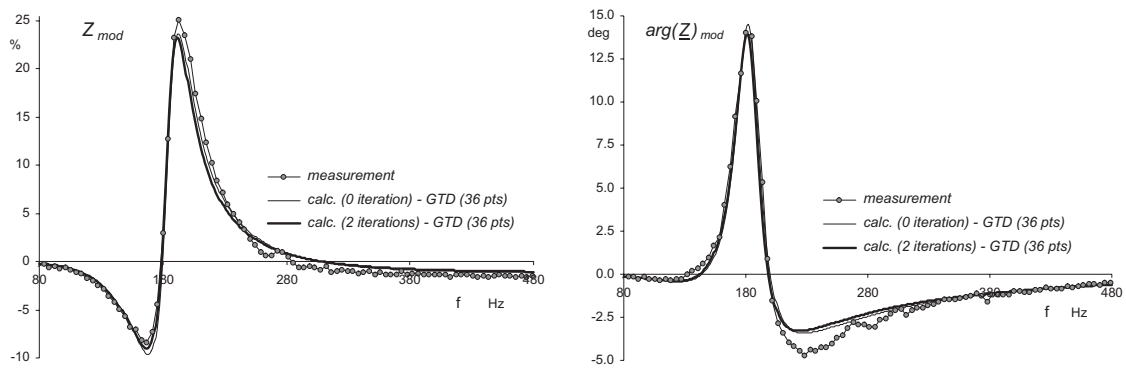 25
%
Z mod
20
15
10
5
0
-5
-10
80
180
280
380
480
f Hz
measurement
calc. (0 iteration) - GTD (36 pts)
calc. (2 iterations) - GTD (36 pts)
15.0
deg
arg(Z) mod
12.5
10.0
7.5
5.0
2.5
0.0
-2.5
-5.0
80
180
280
380
480
f Hz
measurement
calc. (0 iteration) - GTD (36 pts)
calc. (2 iterations) - GTD (36 pts)